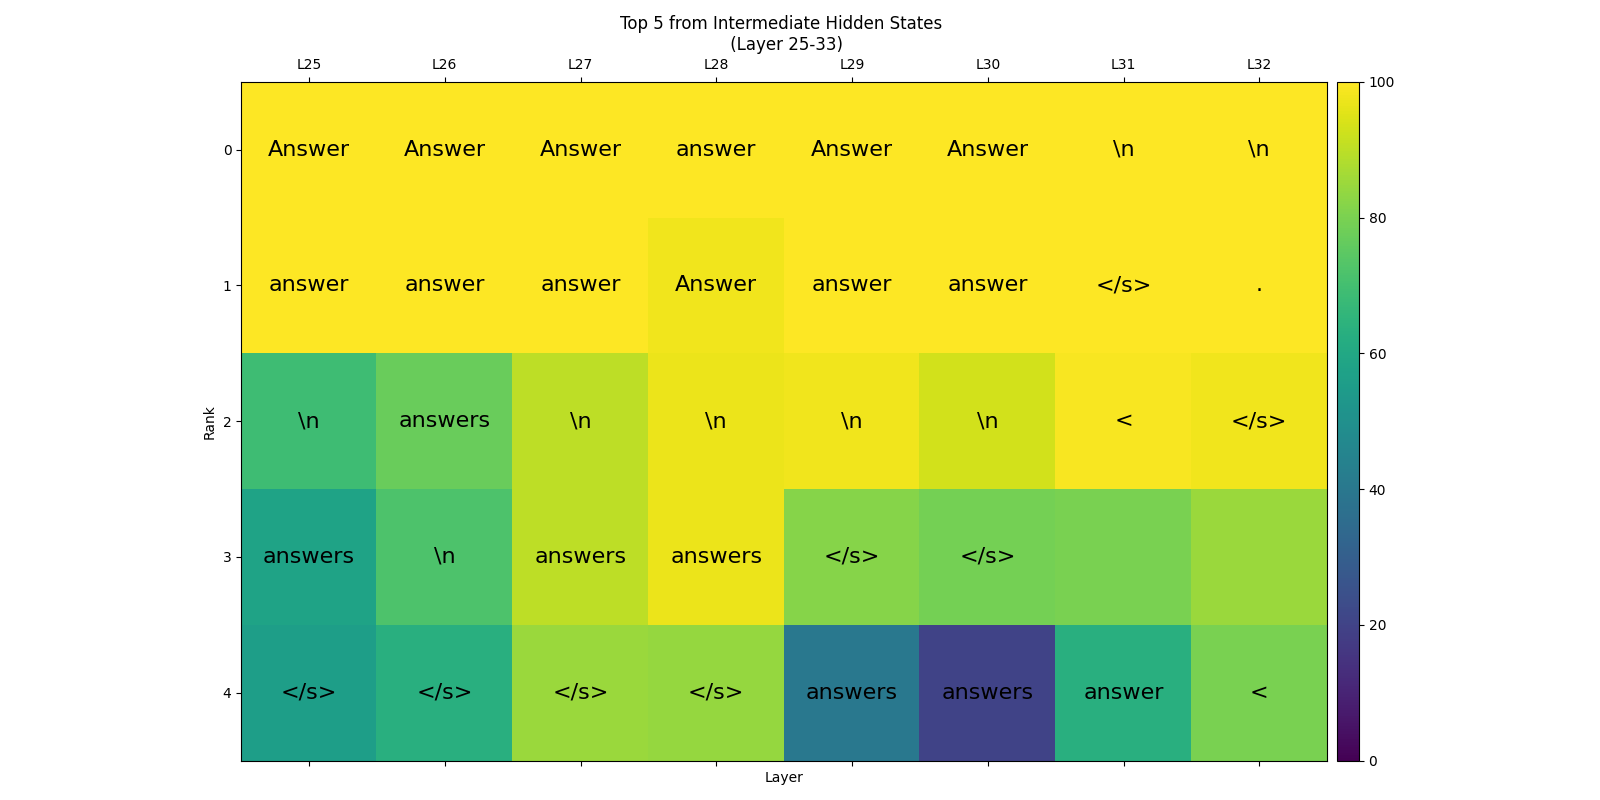 Top 5 from Intermediate Hidden States
(Layer 25-33)
L25 L26 L27 L28 L29 L30 L31 L32
100
0 Answer Answer Answer answer Answer Answer \n \n
80
1 answer answer answer Answer answer answer </s> .
60
Rank
2 \n answers \n \n \n \n < </s>
40
3 answers \n answers answers </s> </s>
20
4 </s> </s> </s> </s> answers answers answer <
0
Layer